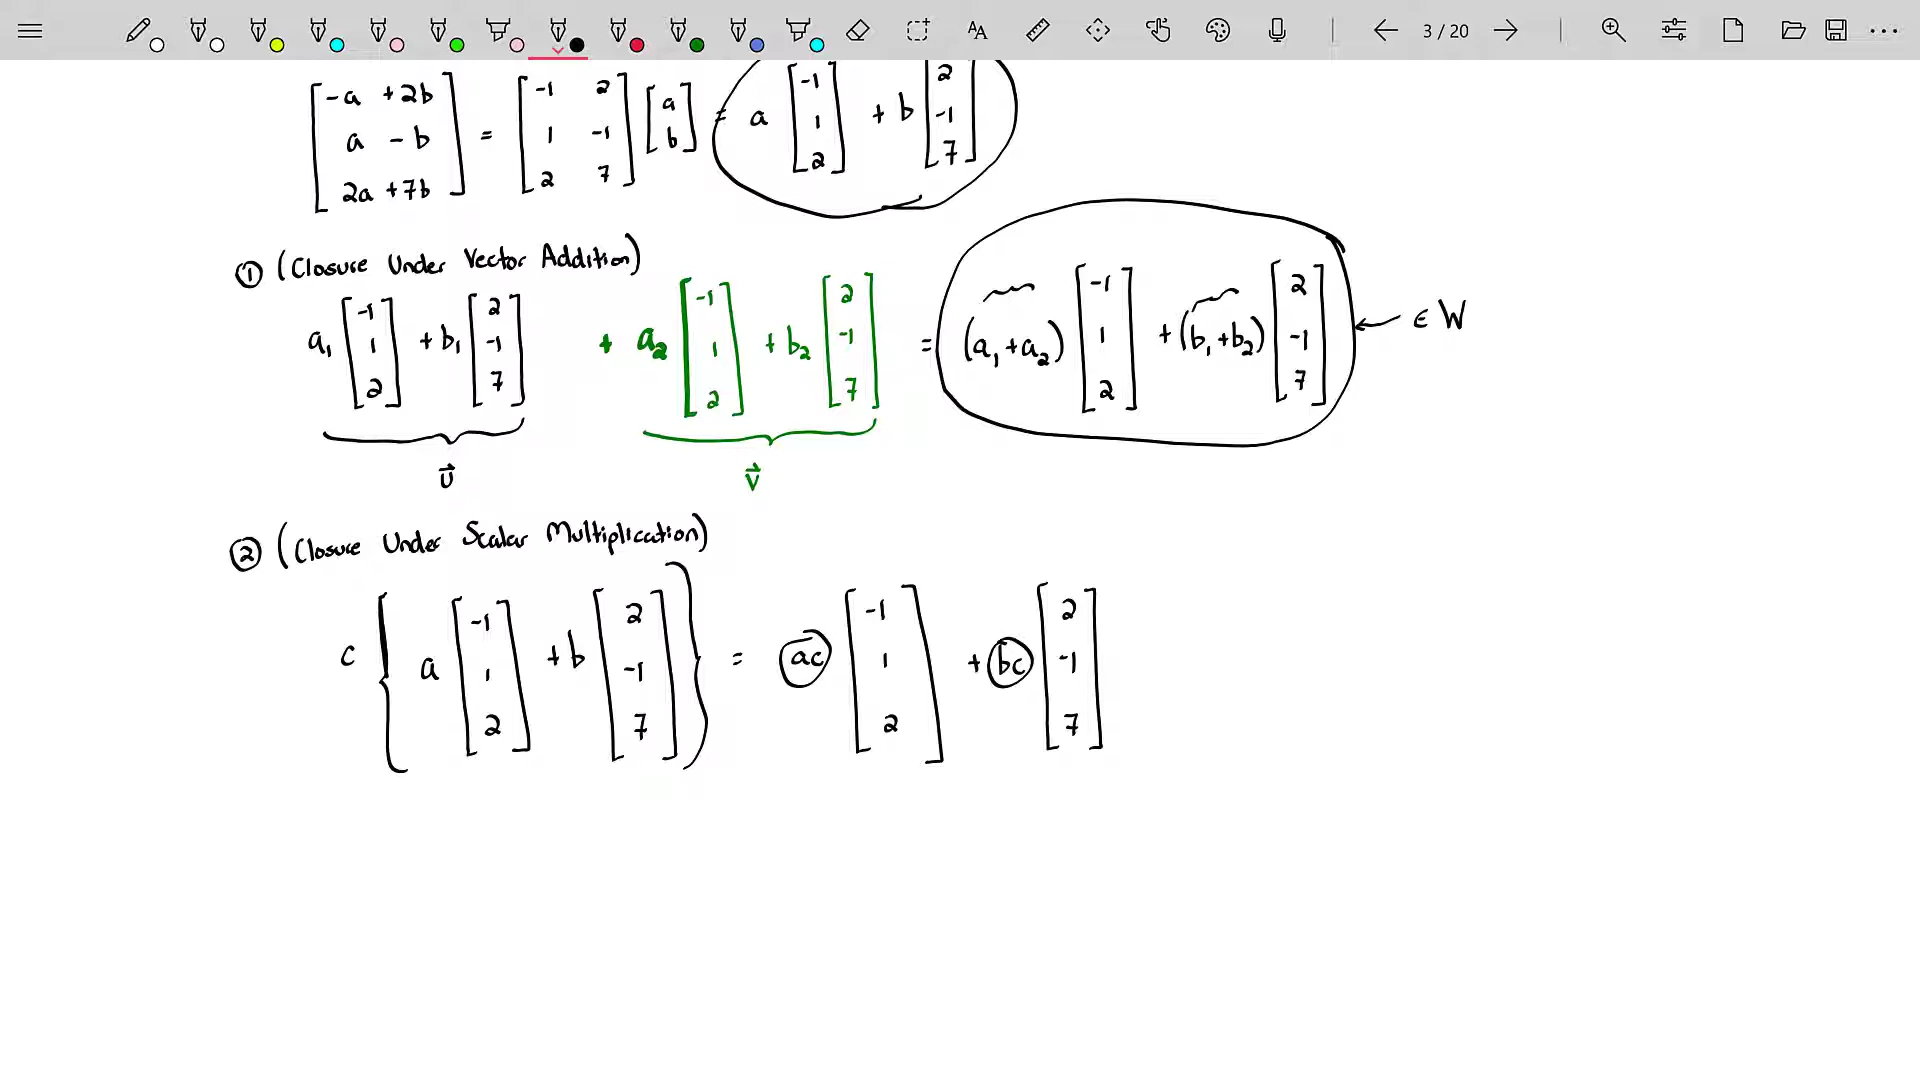 3 / 20
[-a +2b; a -b; 2a +7b] = [-1 2; 1 -1; 2 7] [a; b] = a [-1; 1; 2] + b [2; -1; 7]
① (Closure Under Vector Addition)
a₁ [-1; 1; 2] + b₁ [2; -1; 7] + a₂ [-1; 1; 2] + b₂ [2; -1; 7] = (a₁ + a₂) [-1; 1; 2] + (b₁ + b₂) [2; -1; 7] ← ∈ W
u⃗ v⃗
② (Closure Under Scalar Multiplication)
c { a [-1; 1; 2] + b [2; -1; 7] } = ac [-1; 1; 2] + bc [2; -1; 7]